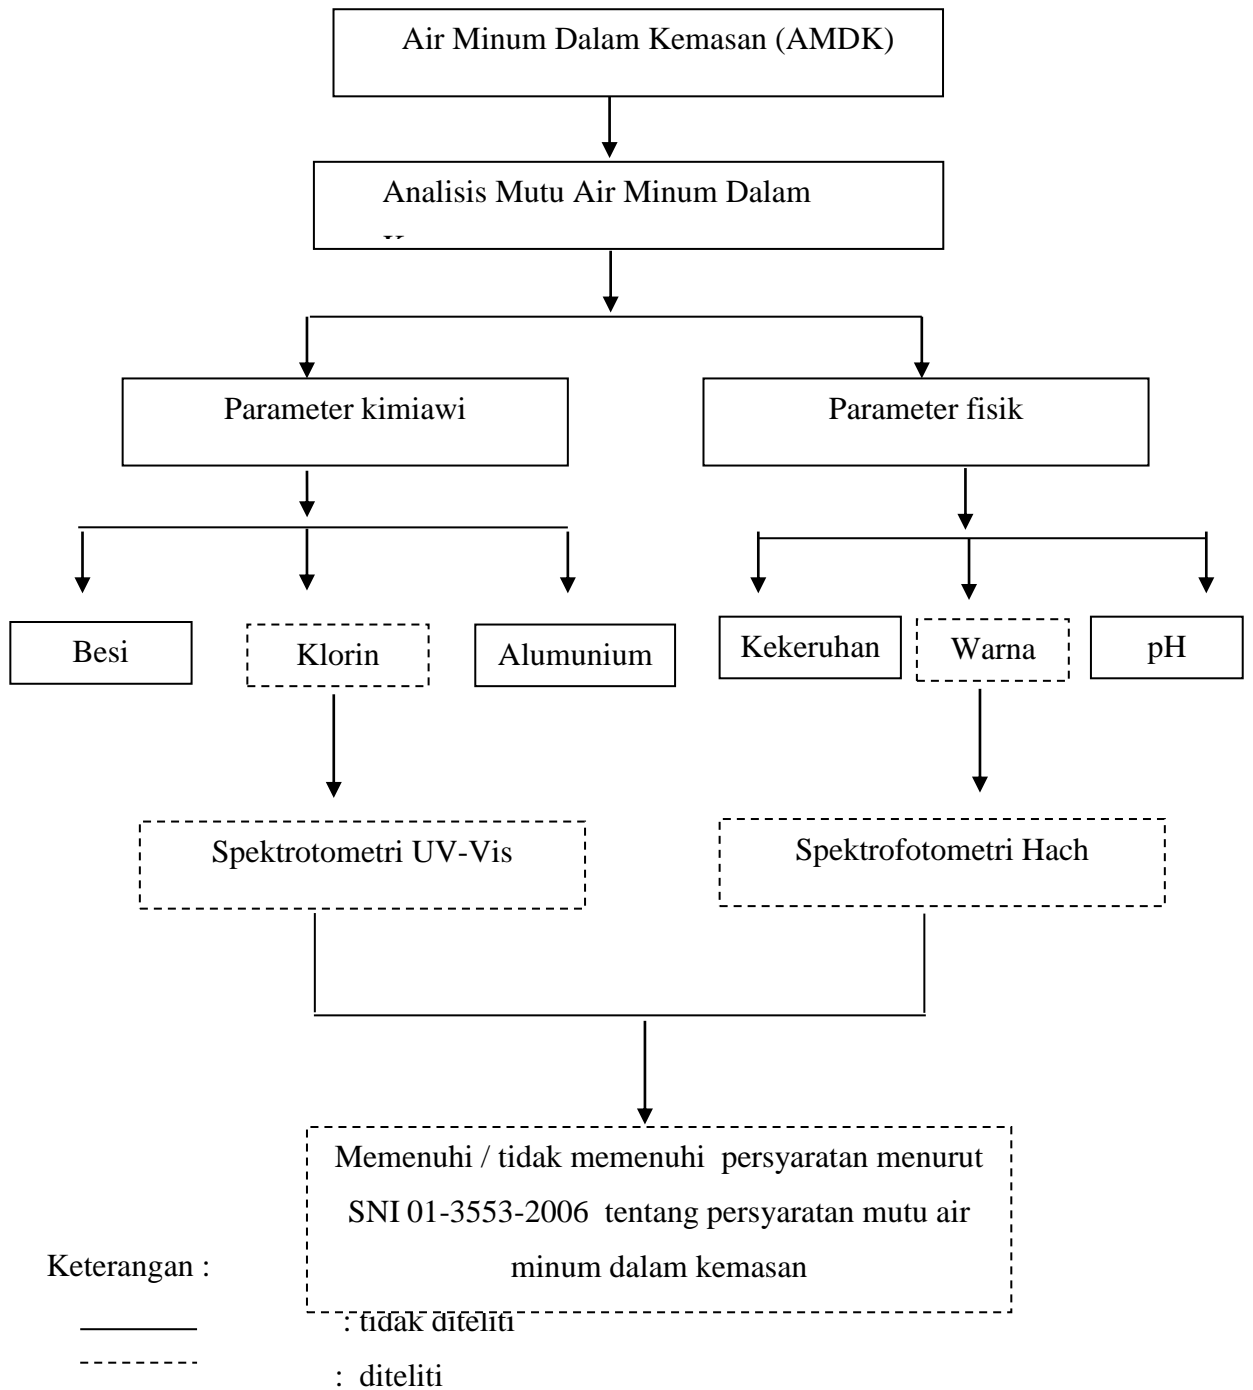 Air Minum Dalam Kemasan (AMDK)
Analisis Mutu Air Minum Dalam
Parameter kimiawi
Parameter fisik
Besi
Klorin
Alumunium
Kekeruhan
Warna
pH
Spektrotometri UV-Vis
Spektrofotometri Hach
Memenuhi / tidak memenuhi persyaratan menurut
SNI 01-3553-2006 tentang persyaratan mutu air
minum dalam kemasan
Keterangan :
: tidak diteliti
: diteliti